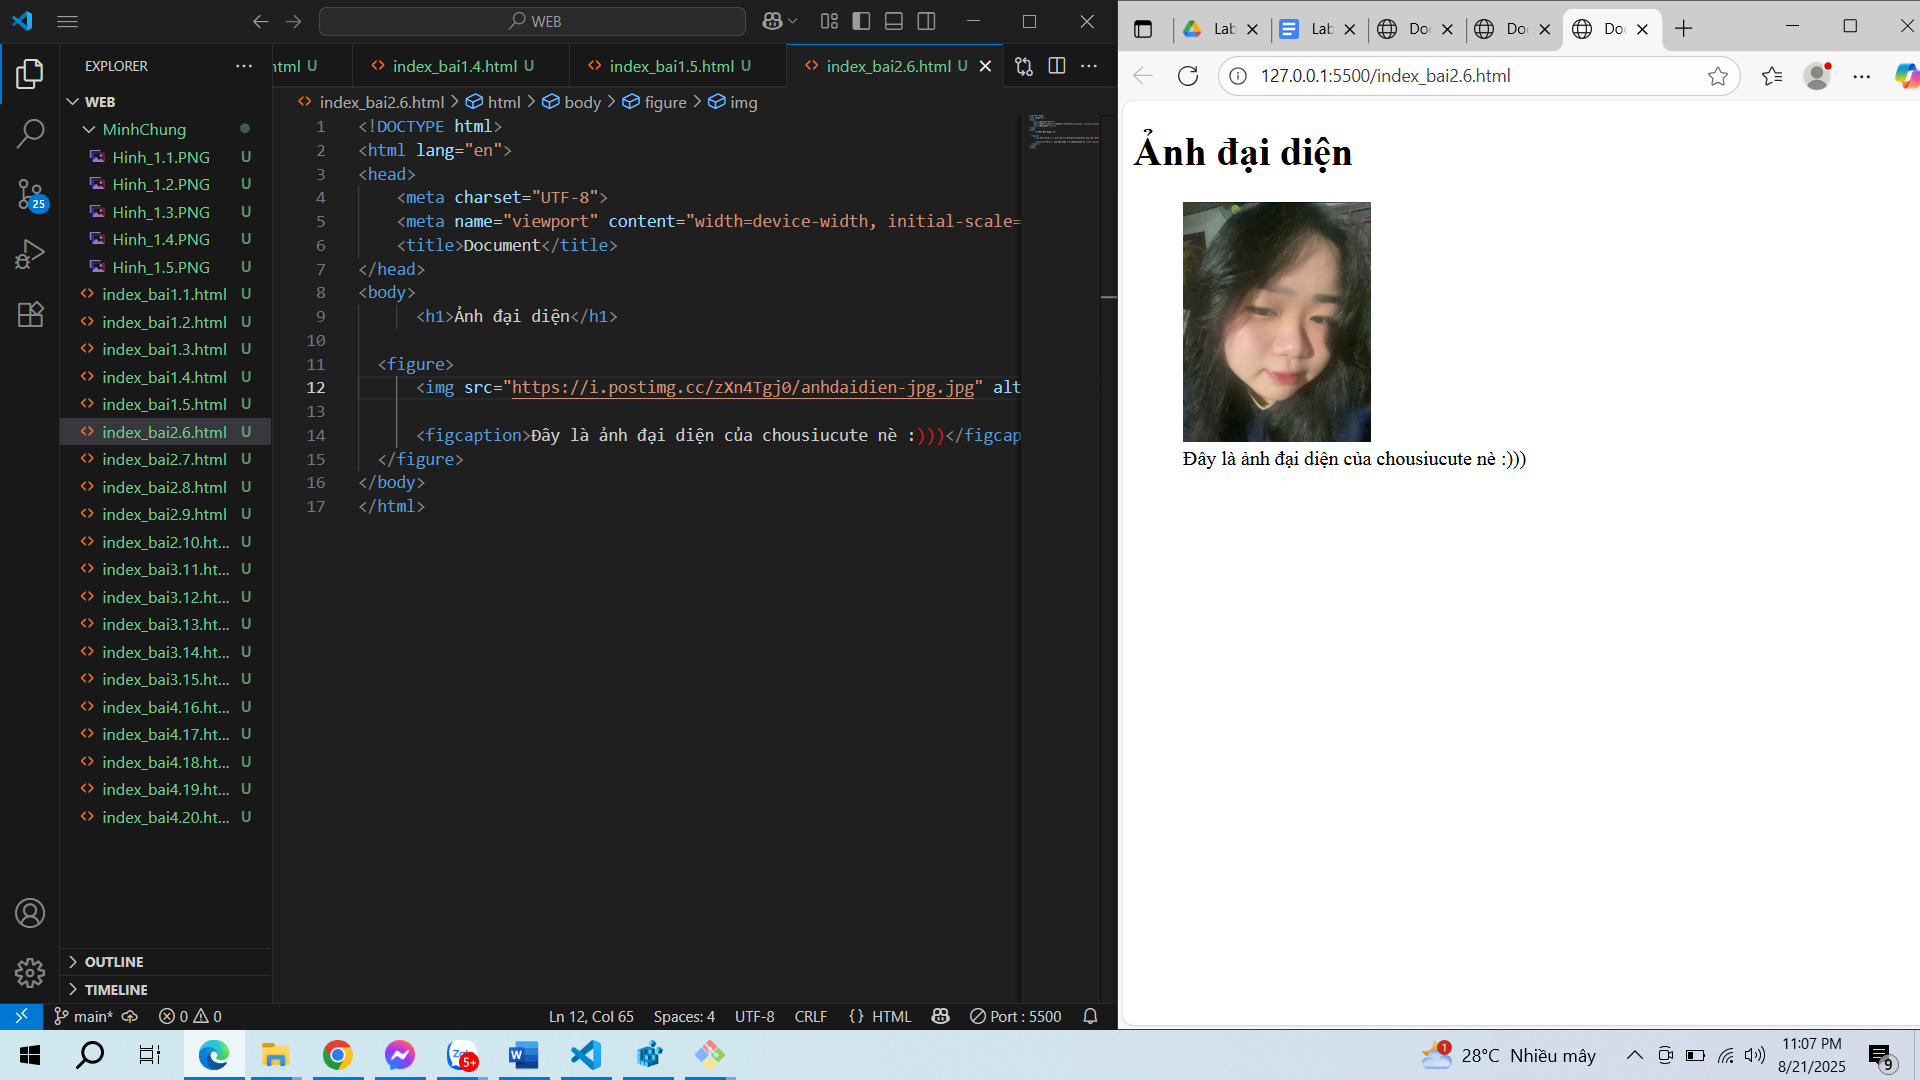 WEB
EXPLORER
WEB
MinhChung
Hinh_1.1.PNG U
Hinh_1.2.PNG U
Hinh_1.3.PNG U
Hinh_1.4.PNG U
Hinh_1.5.PNG U
index_bai1.1.html U
index_bai1.2.html U
index_bai1.3.html U
index_bai1.4.html U
index_bai1.5.html U
index_bai2.6.html U
index_bai2.7.html U
index_bai2.8.html U
index_bai2.9.html U
index_bai2.10.ht... U
index_bai3.11.ht... U
index_bai3.12.ht... U
index_bai3.13.ht... U
index_bai3.14.ht... U
index_bai3.15.ht... U
index_bai4.16.ht... U
index_bai4.17.ht... U
index_bai4.18.ht... U
index_bai4.19.ht... U
index_bai4.20.ht... U
OUTLINE
TIMELINE
25
html U index_bai1.4.html U index_bai1.5.html U index_bai2.6.html U
index_bai2.6.html > html > body > figure > img
1 <!DOCTYPE html>
2 <html lang="en">
3 <head>
4 <meta charset="UTF-8">
5 <meta name="viewport" content="width=device-width, initial-scale=
6 <title>Document</title>
7 </head>
8 <body>
9 <h1>Ảnh đại diện</h1>
10
11 <figure>
12 <img src="https://i.postimg.cc/zXn4Tgj0/anhdaidien-jpg.jpg" alt
13
14 <figcaption>Đây là ảnh đại diện của chousiucute nè :)))</figcap
15 </figure>
16 </body>
17 </html>
main* 0 0 Ln 12, Col 65 Spaces: 4 UTF-8 CRLF {} HTML Port : 5500
Lab Lab Doc Doc Doc
127.0.0.1:5500/index_bai2.6.html
Ảnh đại diện
Đây là ảnh đại diện của chousiucute nè :)))
5+
1
28°C Nhiều mây
11:07 PM
8/21/2025
9